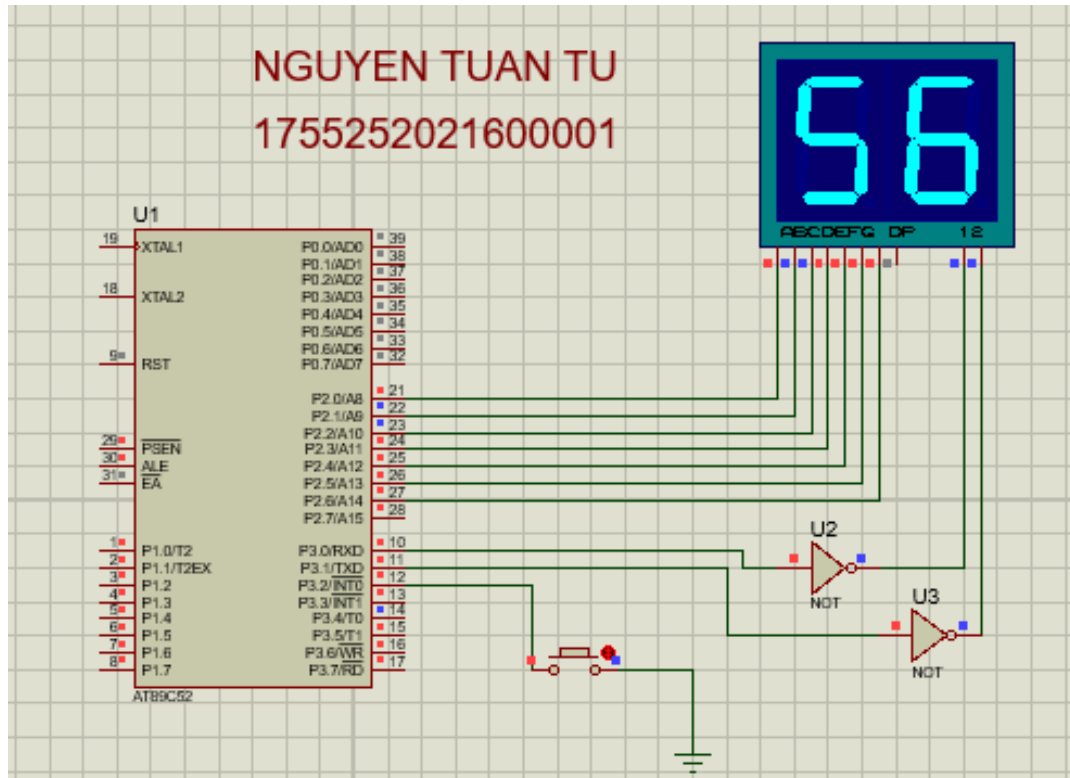 NGUYEN TUAN TU
1755252021600001
56
ABCDEFG DP 12
U1
19 XTAL1
18 XTAL2
9 RST
29 PSEN
30 ALE
31 EA
1 P1.0/T2
2 P1.1/T2EX
3 P1.2
4 P1.3
5 P1.4
6 P1.5
7 P1.6
8 P1.7
P0.0/AD0 39
P0.1/AD1 38
P0.2/AD2 37
P0.3/AD3 36
P0.4/AD4 35
P0.5/AD5 34
P0.6/AD6 33
P0.7/AD7 32
P2.0/A8 21
P2.1/A9 22
P2.2/A10 23
P2.3/A11 24
P2.4/A12 25
P2.5/A13 26
P2.6/A14 27
P2.7/A15 28
P3.0/RXD 10
P3.1/TXD 11
P3.2/INT0 12
P3.3/INT1 13
P3.4/T0 14
P3.5/T1 15
P3.6/WR 16
P3.7/RD 17
AT89C52
U2
NOT
U3
NOT